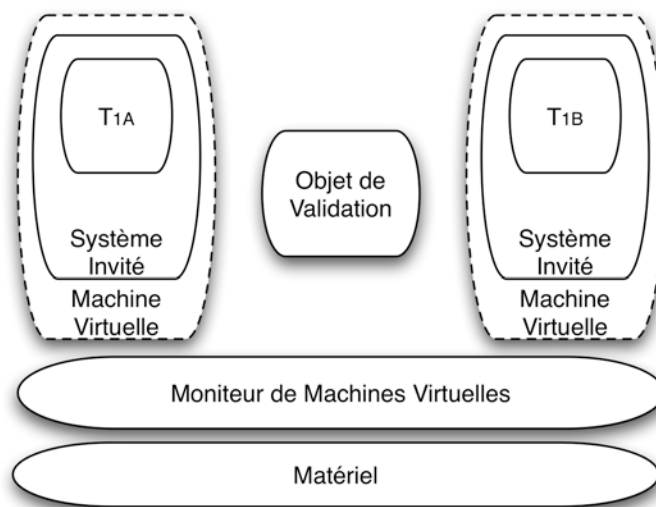 T1A
Système
Invité
Machine
Virtuelle
Objet de
Validation
T1B
Système
Invité
Machine
Virtuelle
Moniteur de Machines Virtuelles
Matériel